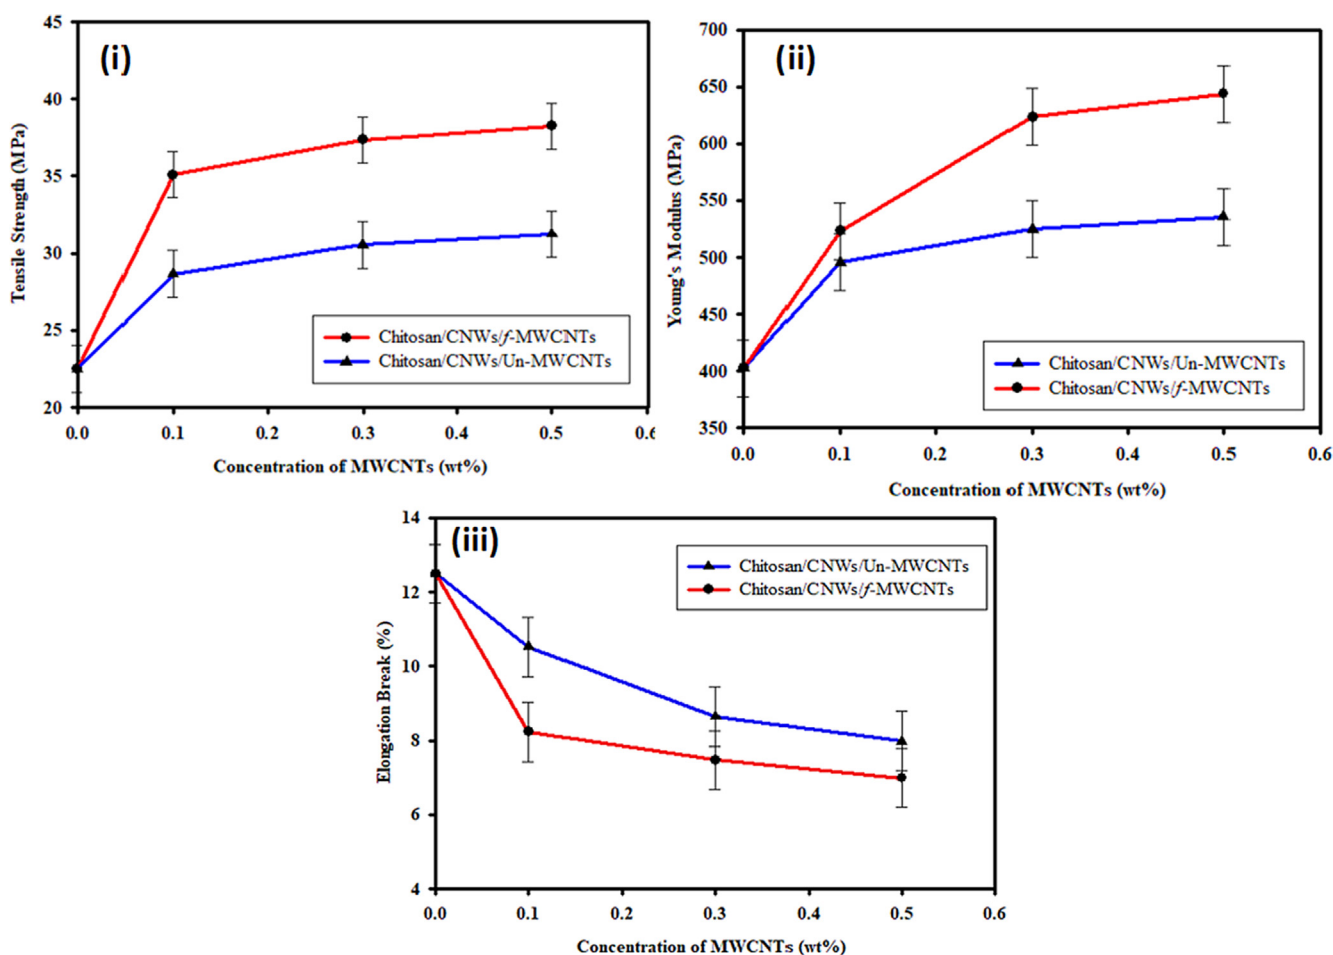 (i)
45
40
35
30
25
20
Tensile Strength (MPa)
Chitosan/CNWs/f-MWCNTs
Chitosan/CNWs/Un-MWCNTs
0.0 0.1 0.2 0.3 0.4 0.5 0.6
Concentration of MWCNTs (wt%)
(ii)
700
650
600
550
500
450
400
350
Young's Modulus (MPa)
Chitosan/CNWs/Un-MWCNTs
Chitosan/CNWs/f-MWCNTs
0.0 0.1 0.2 0.3 0.4 0.5 0.6
Concentration of MWCNTs (wt%)
(iii)
14
12
10
8
6
4
Elongation Break (%)
Chitosan/CNWs/Un-MWCNTs
Chitosan/CNWs/f-MWCNTs
0.0 0.1 0.2 0.3 0.4 0.5 0.6
Concentration of MWCNTs (wt%)